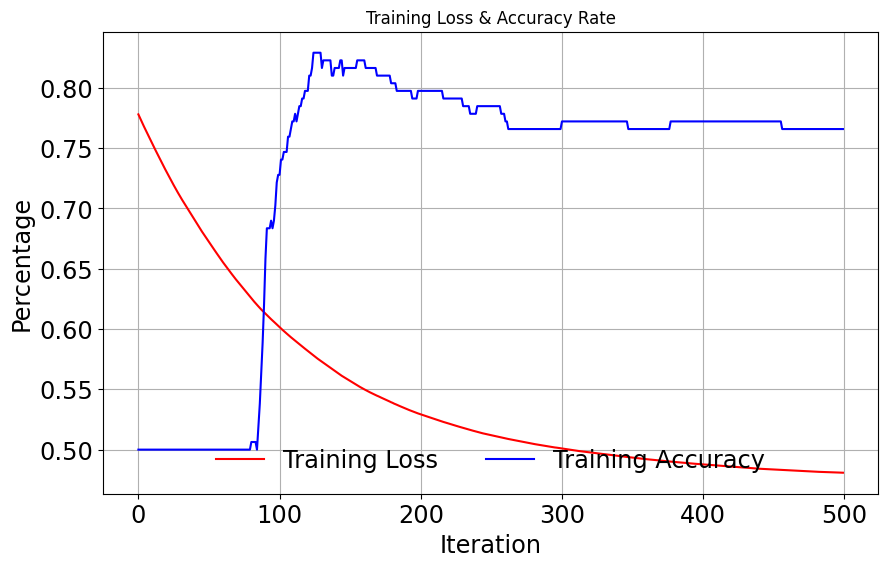 Training Loss & Accuracy Rate
Percentage
0.80
0.75
0.70
0.65
0.60
0.55
0.50
Training Loss
Training Accuracy
0
100
200
300
400
500
Iteration